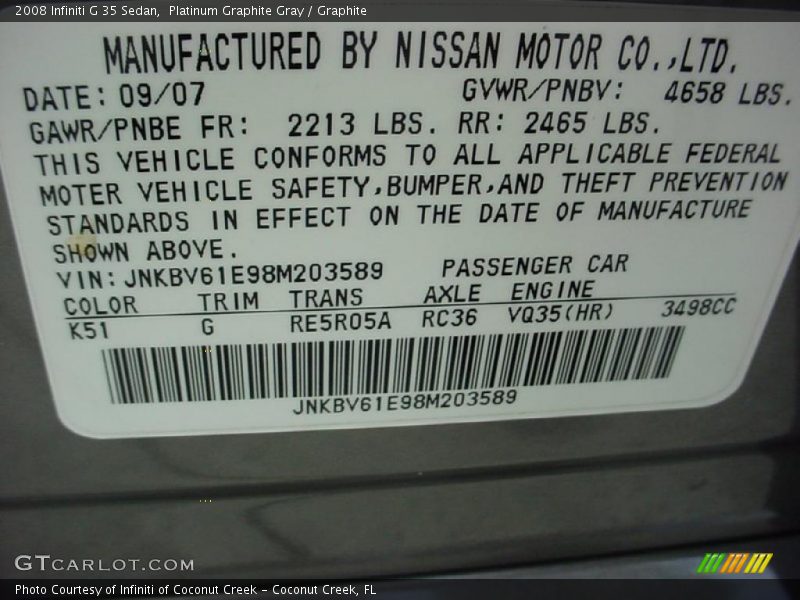 2008 Infiniti G 35 Sedan,  Platinum Graphite Gray / Graphite
MANUFACTURED BY NISSAN MOTOR CO.,LTD.
DATE: 09/07 GVWR/PNBV: 4658 LBS.
GAWR/PNBE FR: 2213 LBS. RR: 2465 LBS.
THIS VEHICLE CONFORMS TO ALL APPLICABLE FEDERAL
MOTER VEHICLE SAFETY,BUMPER,AND THEFT PREVENTION
STANDARDS IN EFFECT ON THE DATE OF MANUFACTURE
SHOWN ABOVE.
VIN: JNKBV61E98M203589 PASSENGER CAR
COLOR TRIM TRANS AXLE ENGINE
K51 G RE5R05A RC36 VQ35(HR) 3498CC
JNKBV61E98M203589
GTCARLOT.COM
Photo Courtesy of Infiniti of Coconut Creek - Coconut Creek, FL